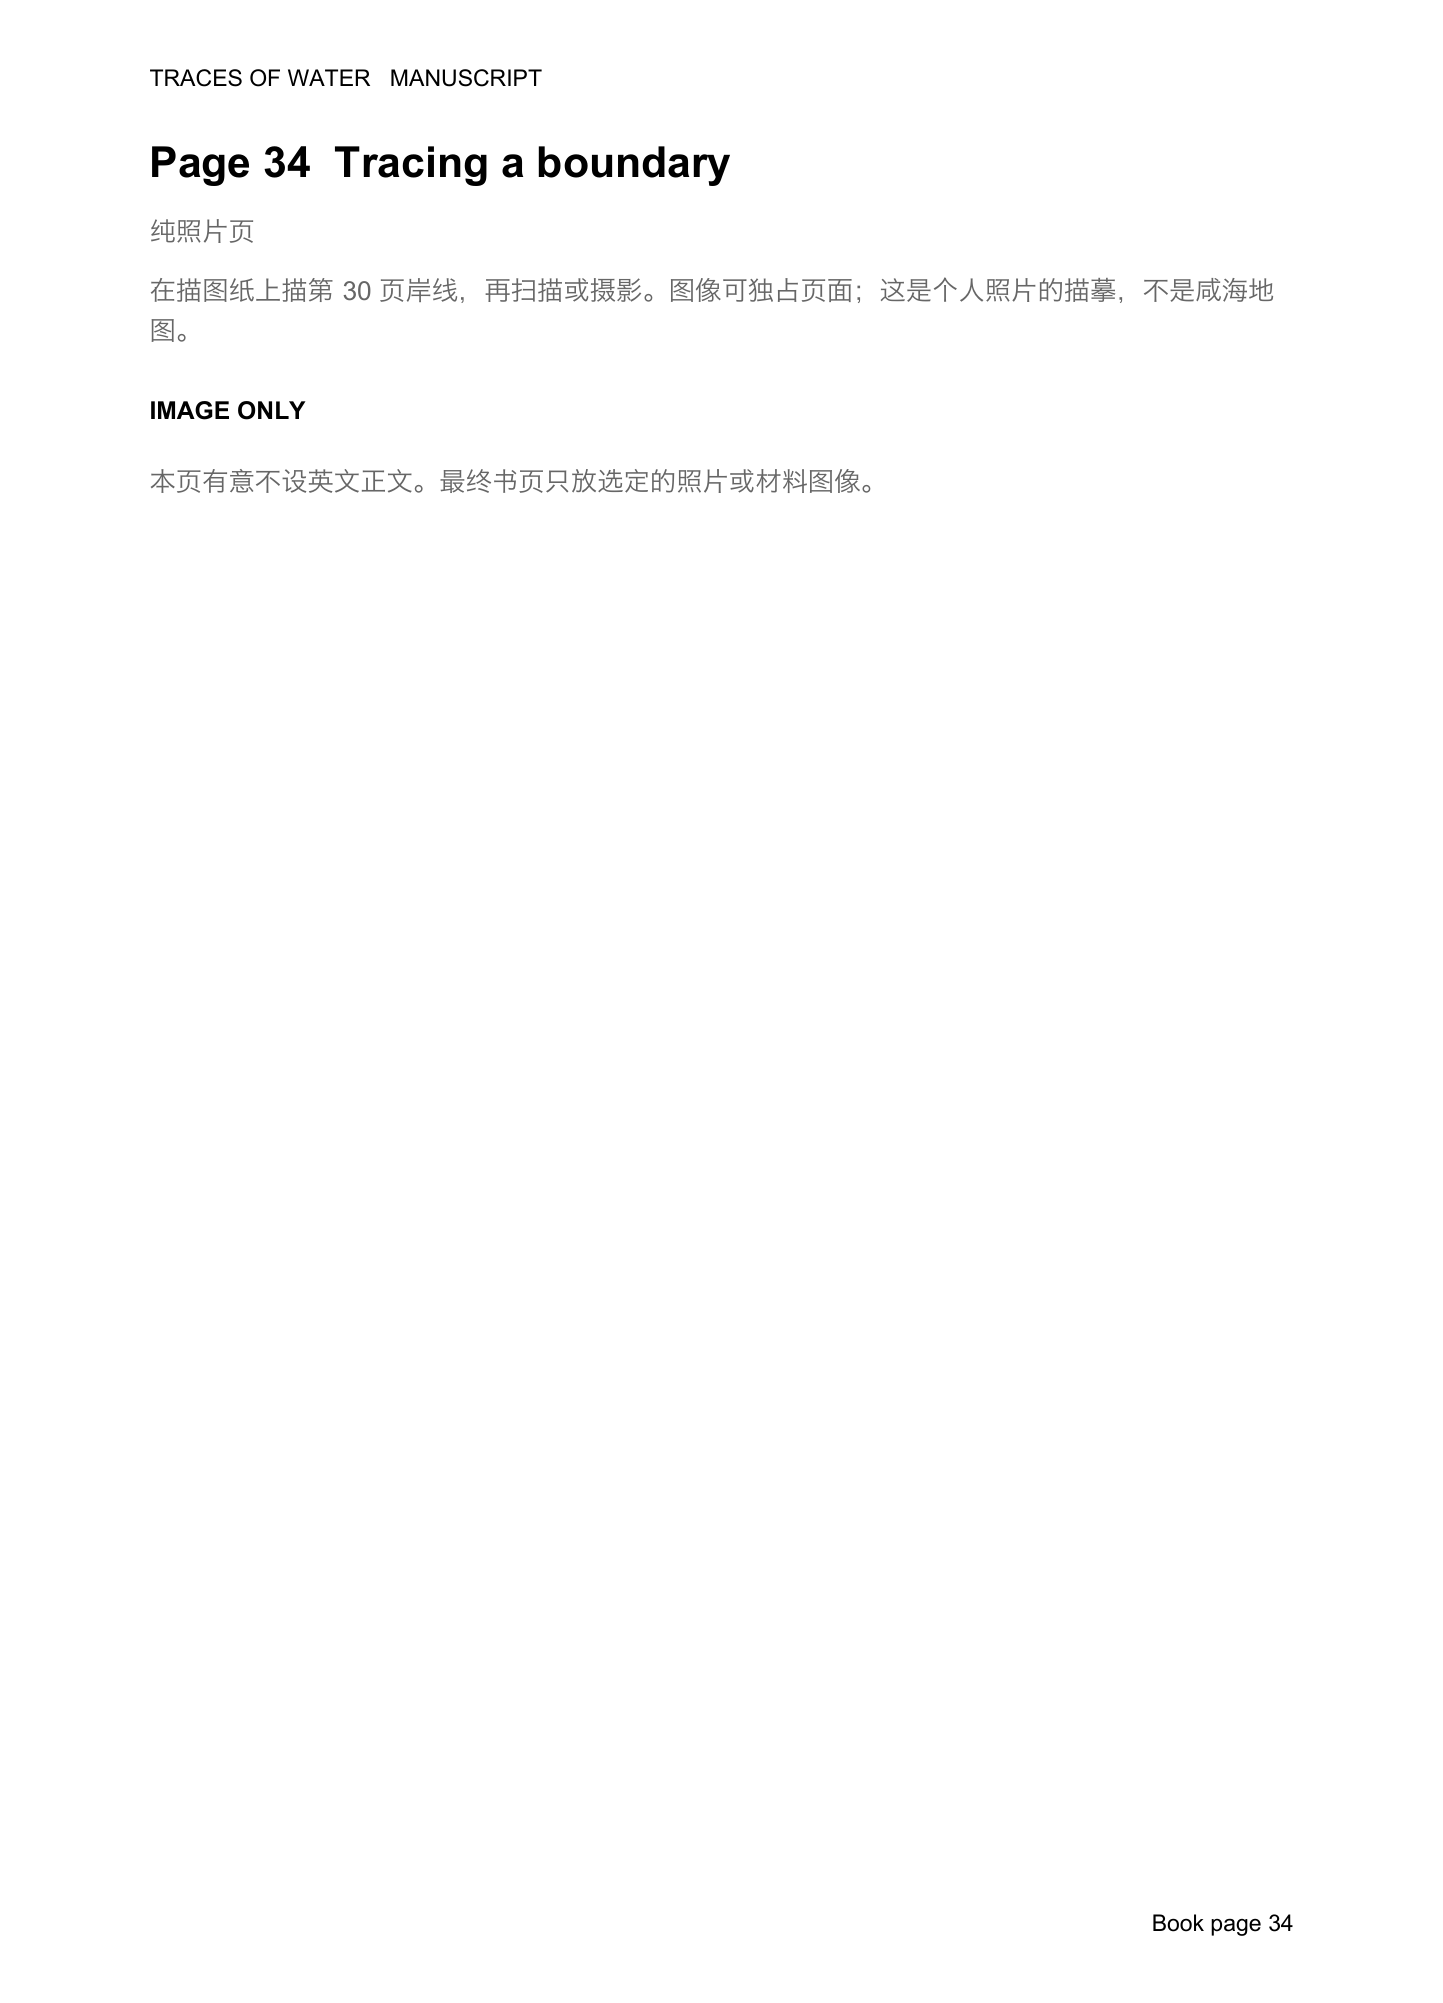 TRACES OF WATER   MANUSCRIPT
Page 34  Tracing a boundary
纯照片页
在描图纸上描第 30 页岸线，再扫描或摄影。图像可独占页面；这是个人照片的描摹，不是咸海地
图。
IMAGE ONLY
本页有意不设英文正文。最终书页只放选定的照片或材料图像。
Book page 34